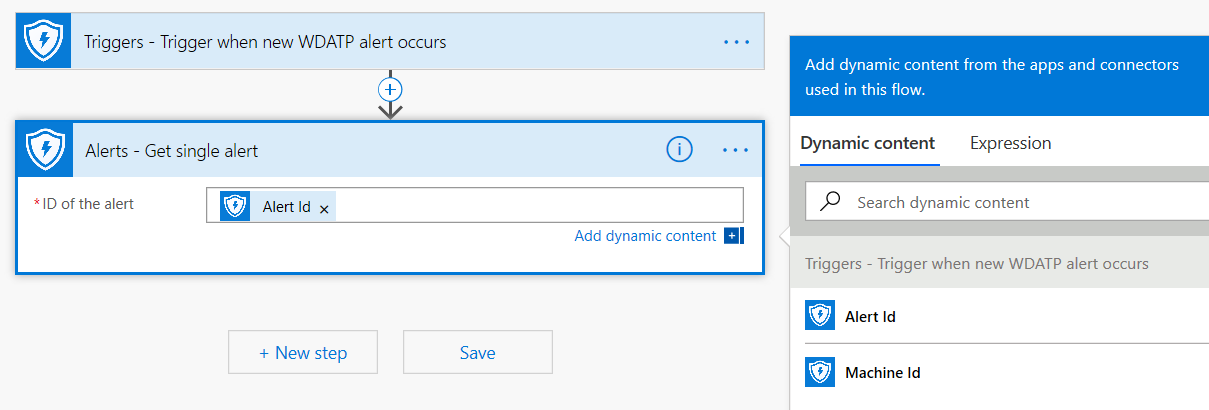 Triggers - Trigger when new WDATP alert occurs
Alerts - Get single alert
*ID of the alert
Alert Id ×
Add dynamic content
+ New step
Save
Add dynamic content from the apps and connectors
used in this flow.
Dynamic content
Expression
Search dynamic content
Triggers - Trigger when new WDATP alert occurs
Alert Id
Machine Id